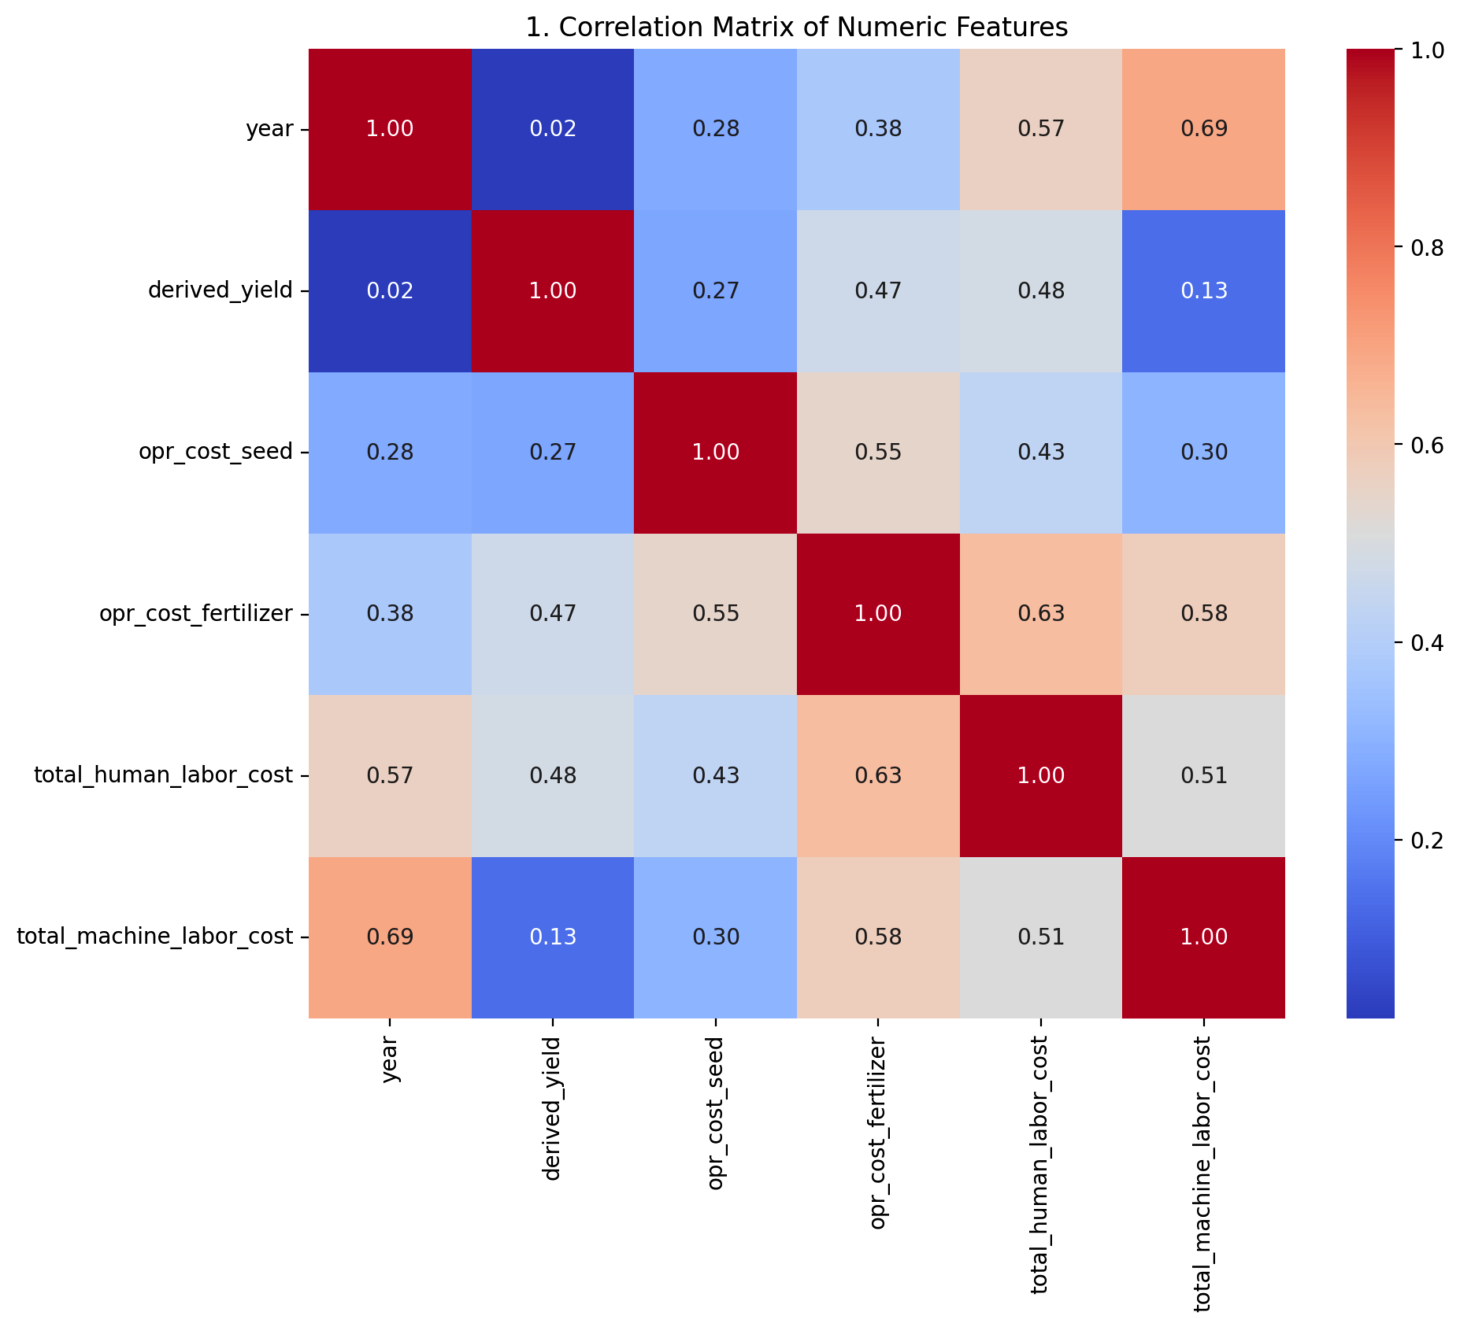 1. Correlation Matrix of Numeric Features
year 1.00 0.02 0.28 0.38 0.57 0.69
derived_yield 0.02 1.00 0.27 0.47 0.48 0.13
opr_cost_seed 0.28 0.27 1.00 0.55 0.43 0.30
opr_cost_fertilizer 0.38 0.47 0.55 1.00 0.63 0.58
total_human_labor_cost 0.57 0.48 0.43 0.63 1.00 0.51
total_machine_labor_cost 0.69 0.13 0.30 0.58 0.51 1.00
year
derived_yield
opr_cost_seed
opr_cost_fertilizer
total_human_labor_cost
total_machine_labor_cost
1.0
0.8
0.6
0.4
0.2